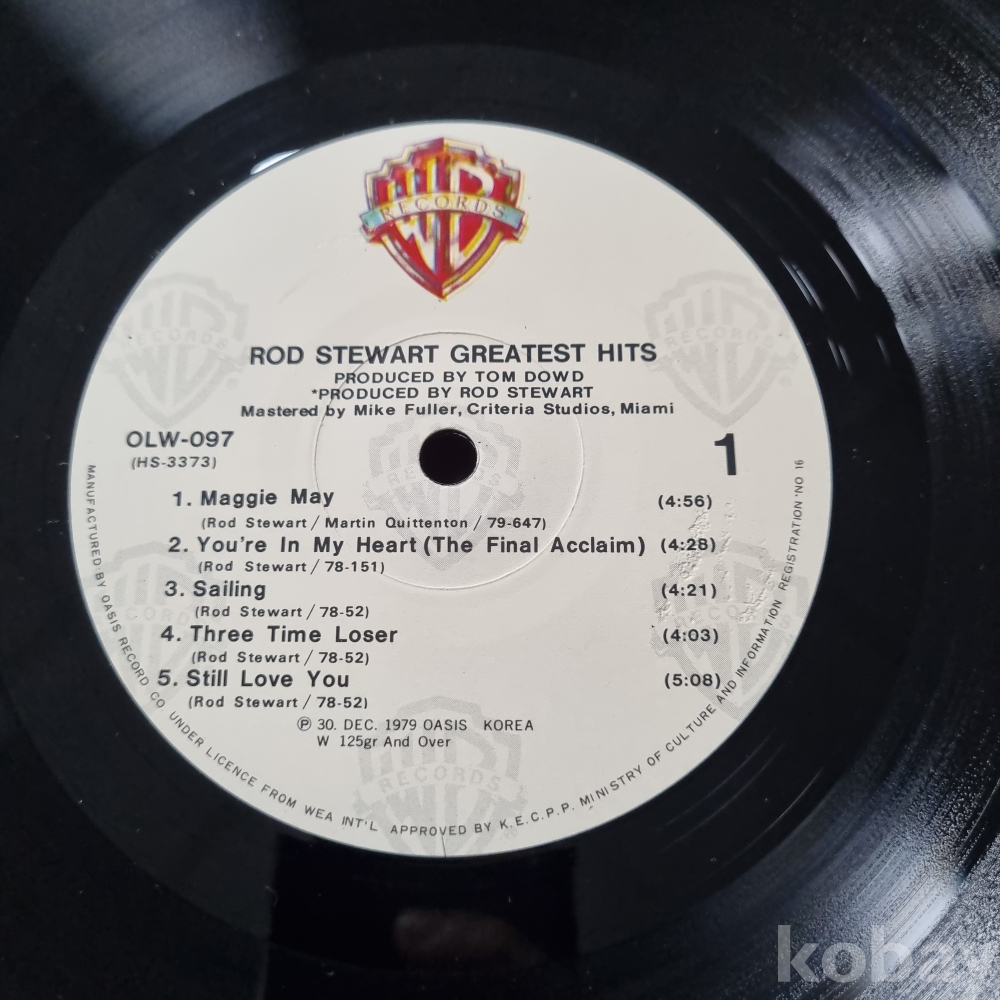 WB
RECORDS
ROD STEWART GREATEST HITS
PRODUCED BY TOM DOWD
*PRODUCED BY ROD STEWART
Mastered by Mike Fuller, Criteria Studios, Miami
OLW-097
(HS-3373)
1
1. Maggie May (4:56)
(Rod Stewart / Martin Quittenton / 79-647)
2. You're In My Heart (The Final Acclaim) (4:28)
(Rod Stewart / 78-151)
3. Sailing (4:21)
(Rod Stewart / 78-52)
4. Three Time Loser (4:03)
(Rod Stewart / 78-52)
5. Still Love You (5:08)
(Rod Stewart / 78-52)
Ⓟ 30. DEC. 1979 OASIS KOREA
W 125gr And Over
MANUFACTURED BY OASIS RECORD CO UNDER LICENCE FROM WEA INT'L APPROVED BY K.E.C.P.P. MINISTRY OF CULTURE AND INFORMATION REGISTRATION 'NO 16
kobay